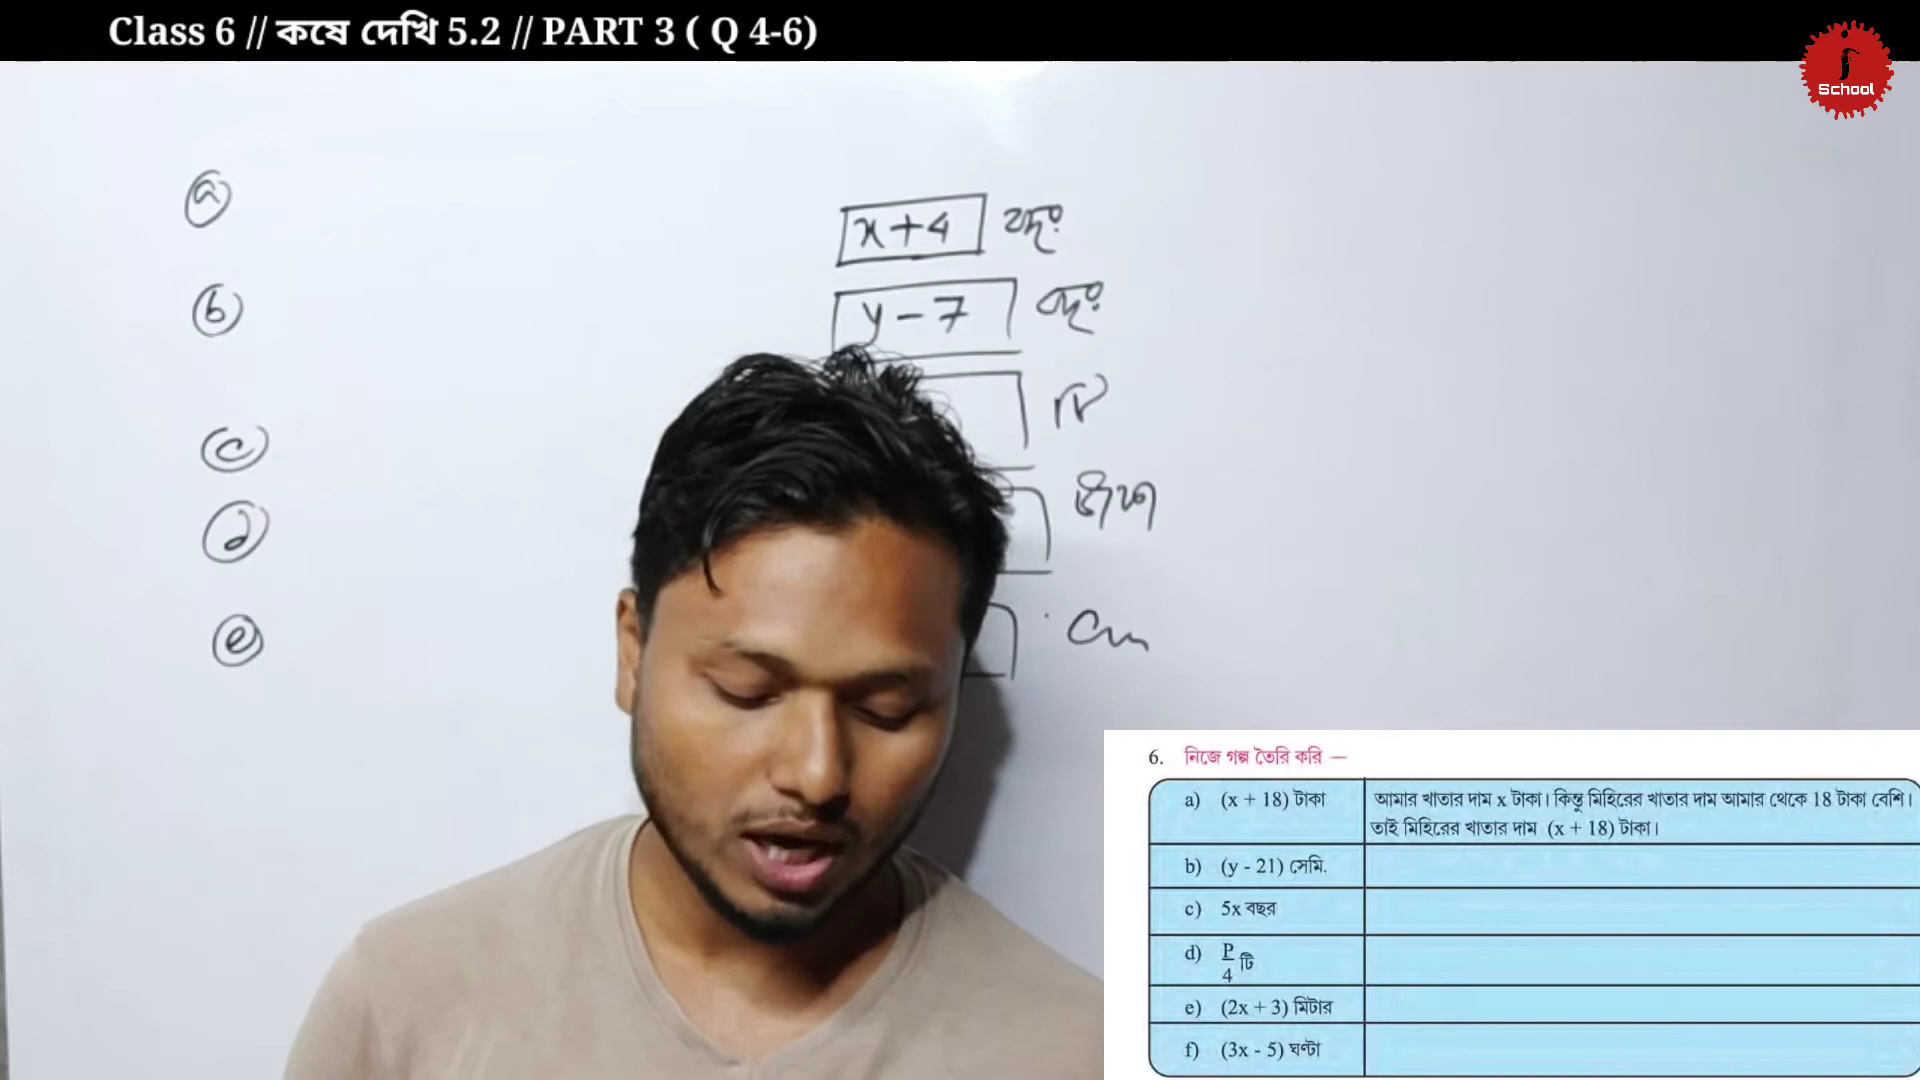 Class 6 // কষে দেখি 5.2 // PART 3 ( Q 4-6)
School
a
x+4
b
y-7
টি
c
d
e
cm
6. নিজে গল্প তৈরি করি —
a) (x + 18) টাকা
আমার খাতার দাম x টাকা। কিন্তু মিহিরের খাতার দাম আমার থেকে 18 টাকা বেশি।
তাই মিহিরের খাতার দাম (x + 18) টাকা।
b) (y - 21) সেমি.
c) 5x বছর
d) P/4 টি
e) (2x + 3) মিটার
f) (3x - 5) ঘণ্টা